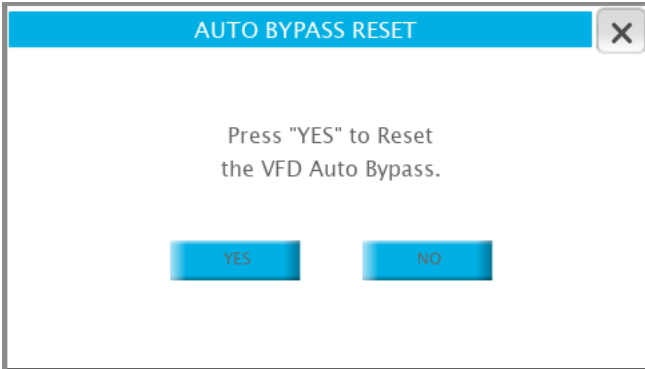 AUTO BYPASS RESET
Press "YES" to Reset
the VFD Auto Bypass.
YES NO